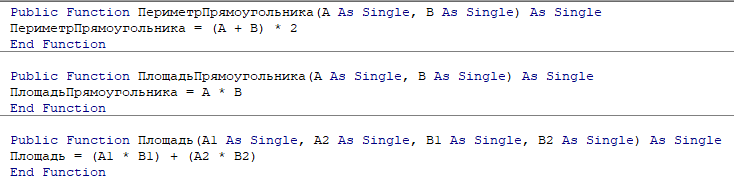 Public Function ПериметрПрямоугольника(A As Single, B As Single) As Single
ПериметрПрямоугольника = (A + B) * 2
End Function
Public Function ПлощадьПрямоугольника(A As Single, B As Single) As Single
ПлощадьПрямоугольника = A * B
End Function
Public Function Площадь(A1 As Single, A2 As Single, B1 As Single, B2 As Single) As Single
Площадь = (A1 * B1) + (A2 * B2)
End Function